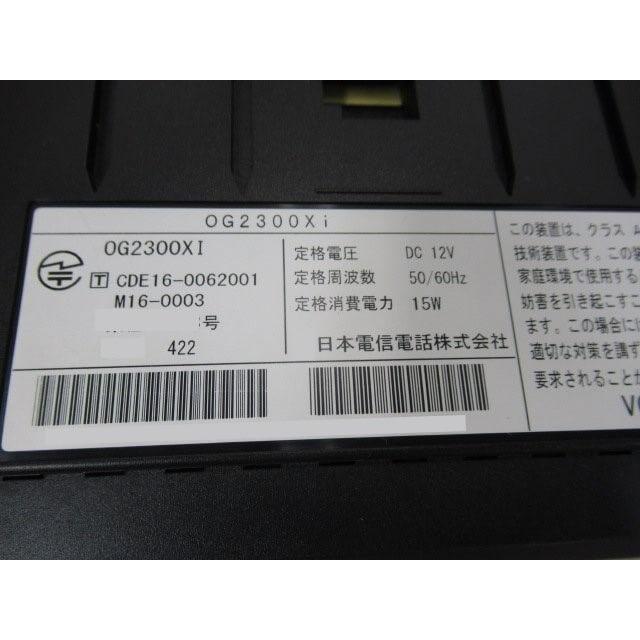 OG2300Xi
OG2300XI
T CDE16-0062001
M16-0003
号
422
定格電圧 DC 12V
定格周波数 50/60Hz
定格消費電力 15W
日本電信電話株式会社
この装置は、クラス A
技術装置です。この装
家庭環境で使用する
妨害を引き起こすこ
ます。この場合に
適切な対策を講ず
要求されることが
VC